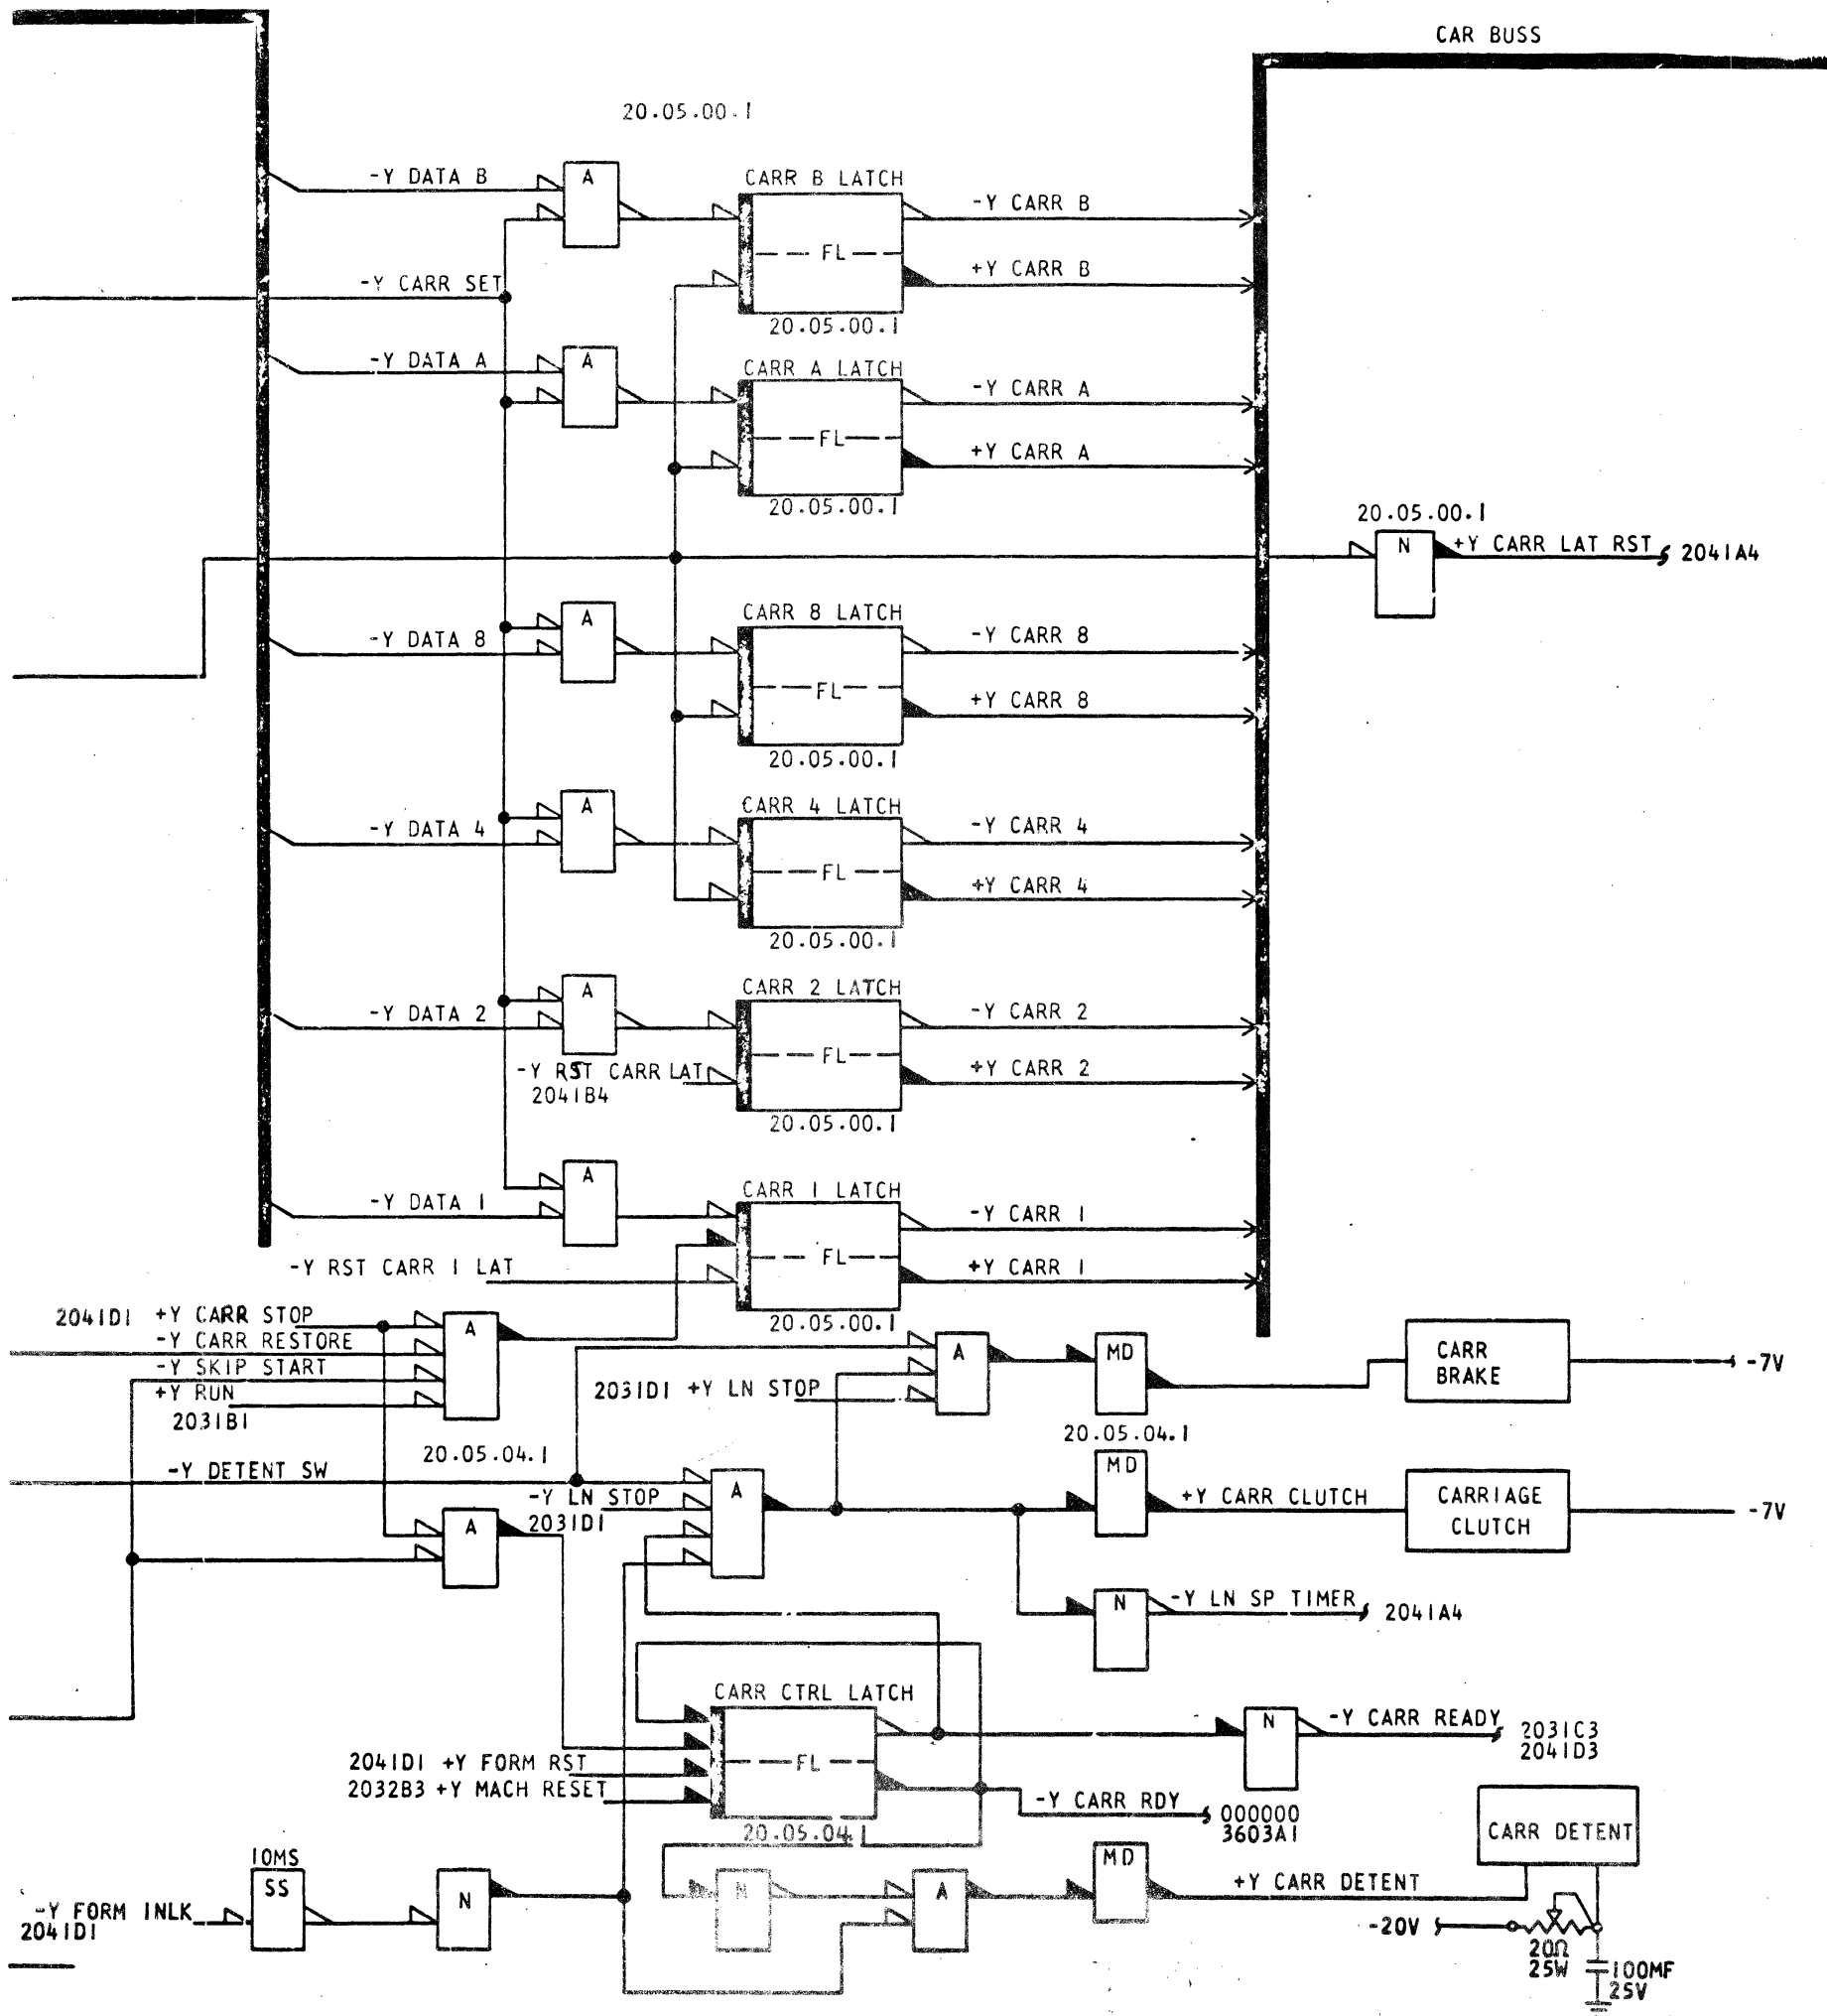 CAR BUSS
20.05.00.1
-Y DATA B
A
CARR B LATCH
-Y CARR B
FL
+Y CARR B
-Y CARR SET
20.05.00.1
-Y DATA A
A
CARR A LATCH
-Y CARR A
FL
+Y CARR A
20.05.00.1
20.05.00.1
N
+Y CARR LAT RST
2041A4
-Y DATA 8
A
CARR 8 LATCH
-Y CARR 8
FL
+Y CARR 8
20.05.00.1
-Y DATA 4
A
CARR 4 LATCH
-Y CARR 4
FL
+Y CARR 4
20.05.00.1
-Y DATA 2
A
CARR 2 LATCH
-Y CARR 2
FL
+Y CARR 2
-Y RST CARR LAT
2041B4
20.05.00.1
-Y DATA 1
A
CARR 1 LATCH
-Y CARR 1
FL
+Y CARR 1
-Y RST CARR 1 LAT
20.05.00.1
2041D1 +Y CARR STOP
-Y CARR RESTORE
-Y SKIP START
+Y RUN
2031B1
A
2031D1 +Y LN STOP
A
MD
CARR
BRAKE
-7V
20.05.04.1
20.05.04.1
-Y DETENT SW
-Y LN STOP
2031D1
A
A
MD
+Y CARR CLUTCH
CARRIAGE
CLUTCH
-7V
N
-Y LN SP TIMER
2041A4
CARR CTRL LATCH
FL
2041D1 +Y FORM RST
2032B3 +Y MACH RESET
N
-Y CARR READY
2031C3
2041D3
-Y CARR RDY
000000
3603A1
20.05.04.1
10MS
SS
-Y FORM INLK
2041D1
N
N
A
MD
+Y CARR DETENT
CARR DETENT
-20V
20Ω
25W
100MF
25V